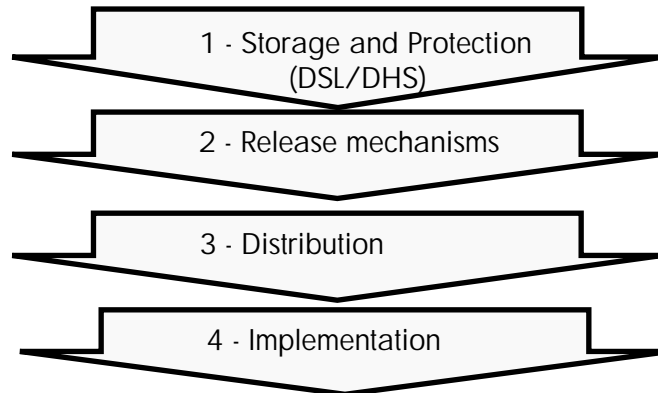 1 - Storage and Protection
(DSL/DHS)
2 - Release mechanisms
3 - Distribution
4 - Implementation